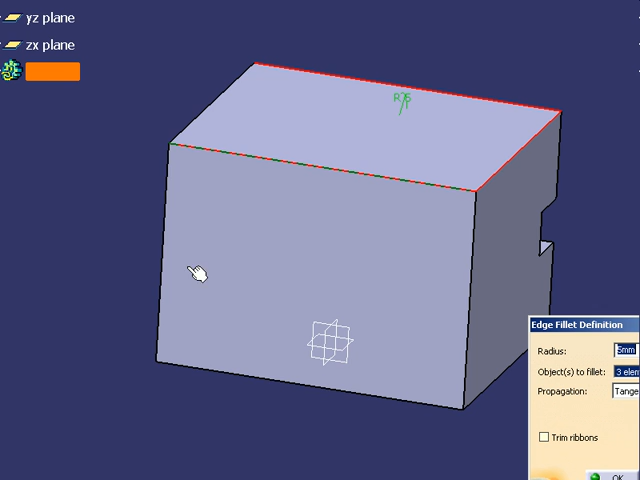 yz plane
zx plane
R 5
Edge Fillet Definition
Radius: 5mm
Object(s) to fillet: 3 elem
Propagation: Tange
Trim ribbons
OK